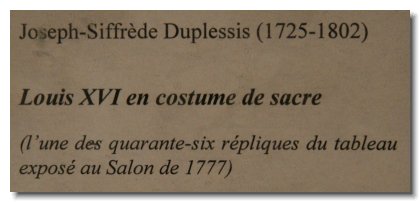 Joseph-Siffrède Duplessis (1725-1802)
Louis XVI en costume de sacre
(l’une des quarante-six répliques du tableau
exposé au Salon de 1777)